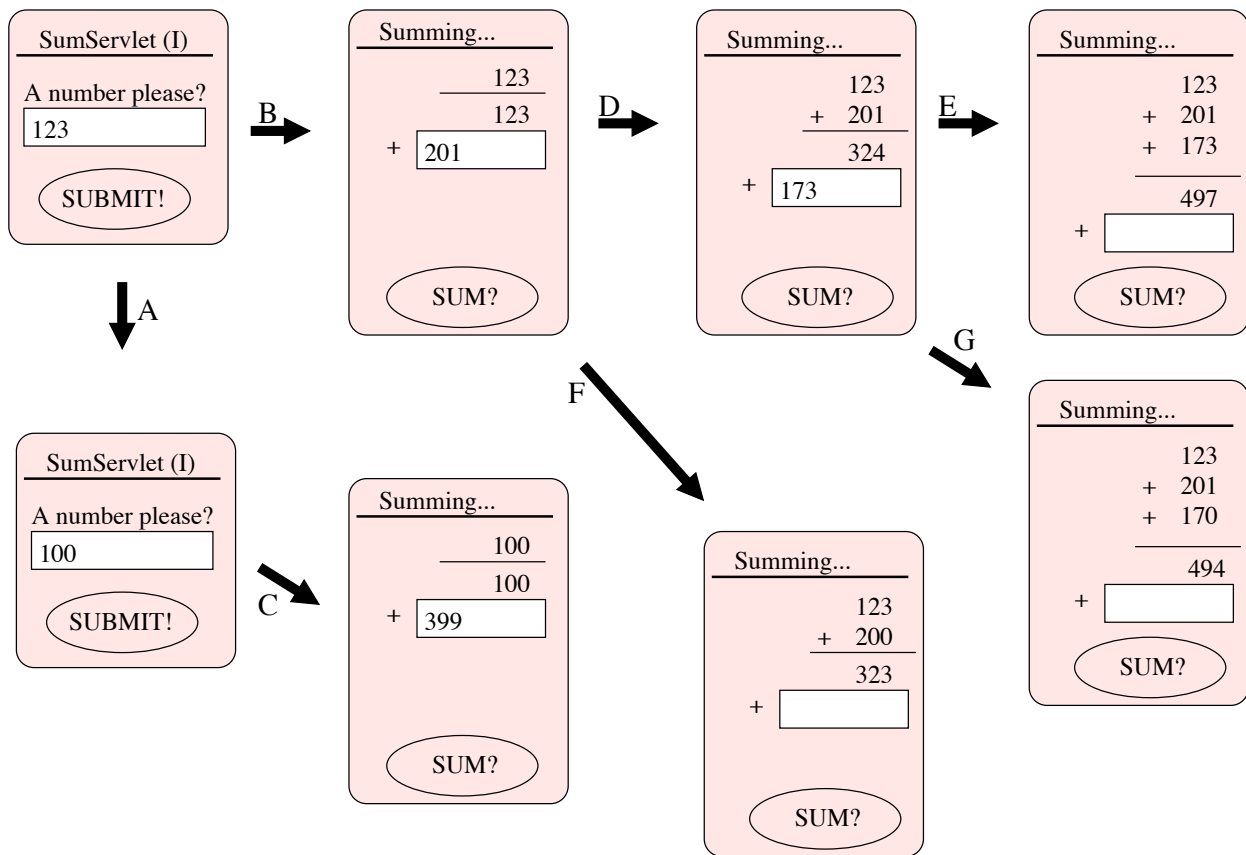 SumServlet (I)
A number please?
123
SUBMIT!
B
Summing...
123
123
+ 201
SUM?
D
Summing...
123
+ 201
324
+ 173
SUM?
E
Summing...
123
+ 201
+ 173
497
+
SUM?
A
F
G
SumServlet (I)
A number please?
100
SUBMIT!
C
Summing...
100
100
+ 399
SUM?
Summing...
123
+ 200
323
+
SUM?
Summing...
123
+ 201
+ 170
494
+
SUM?